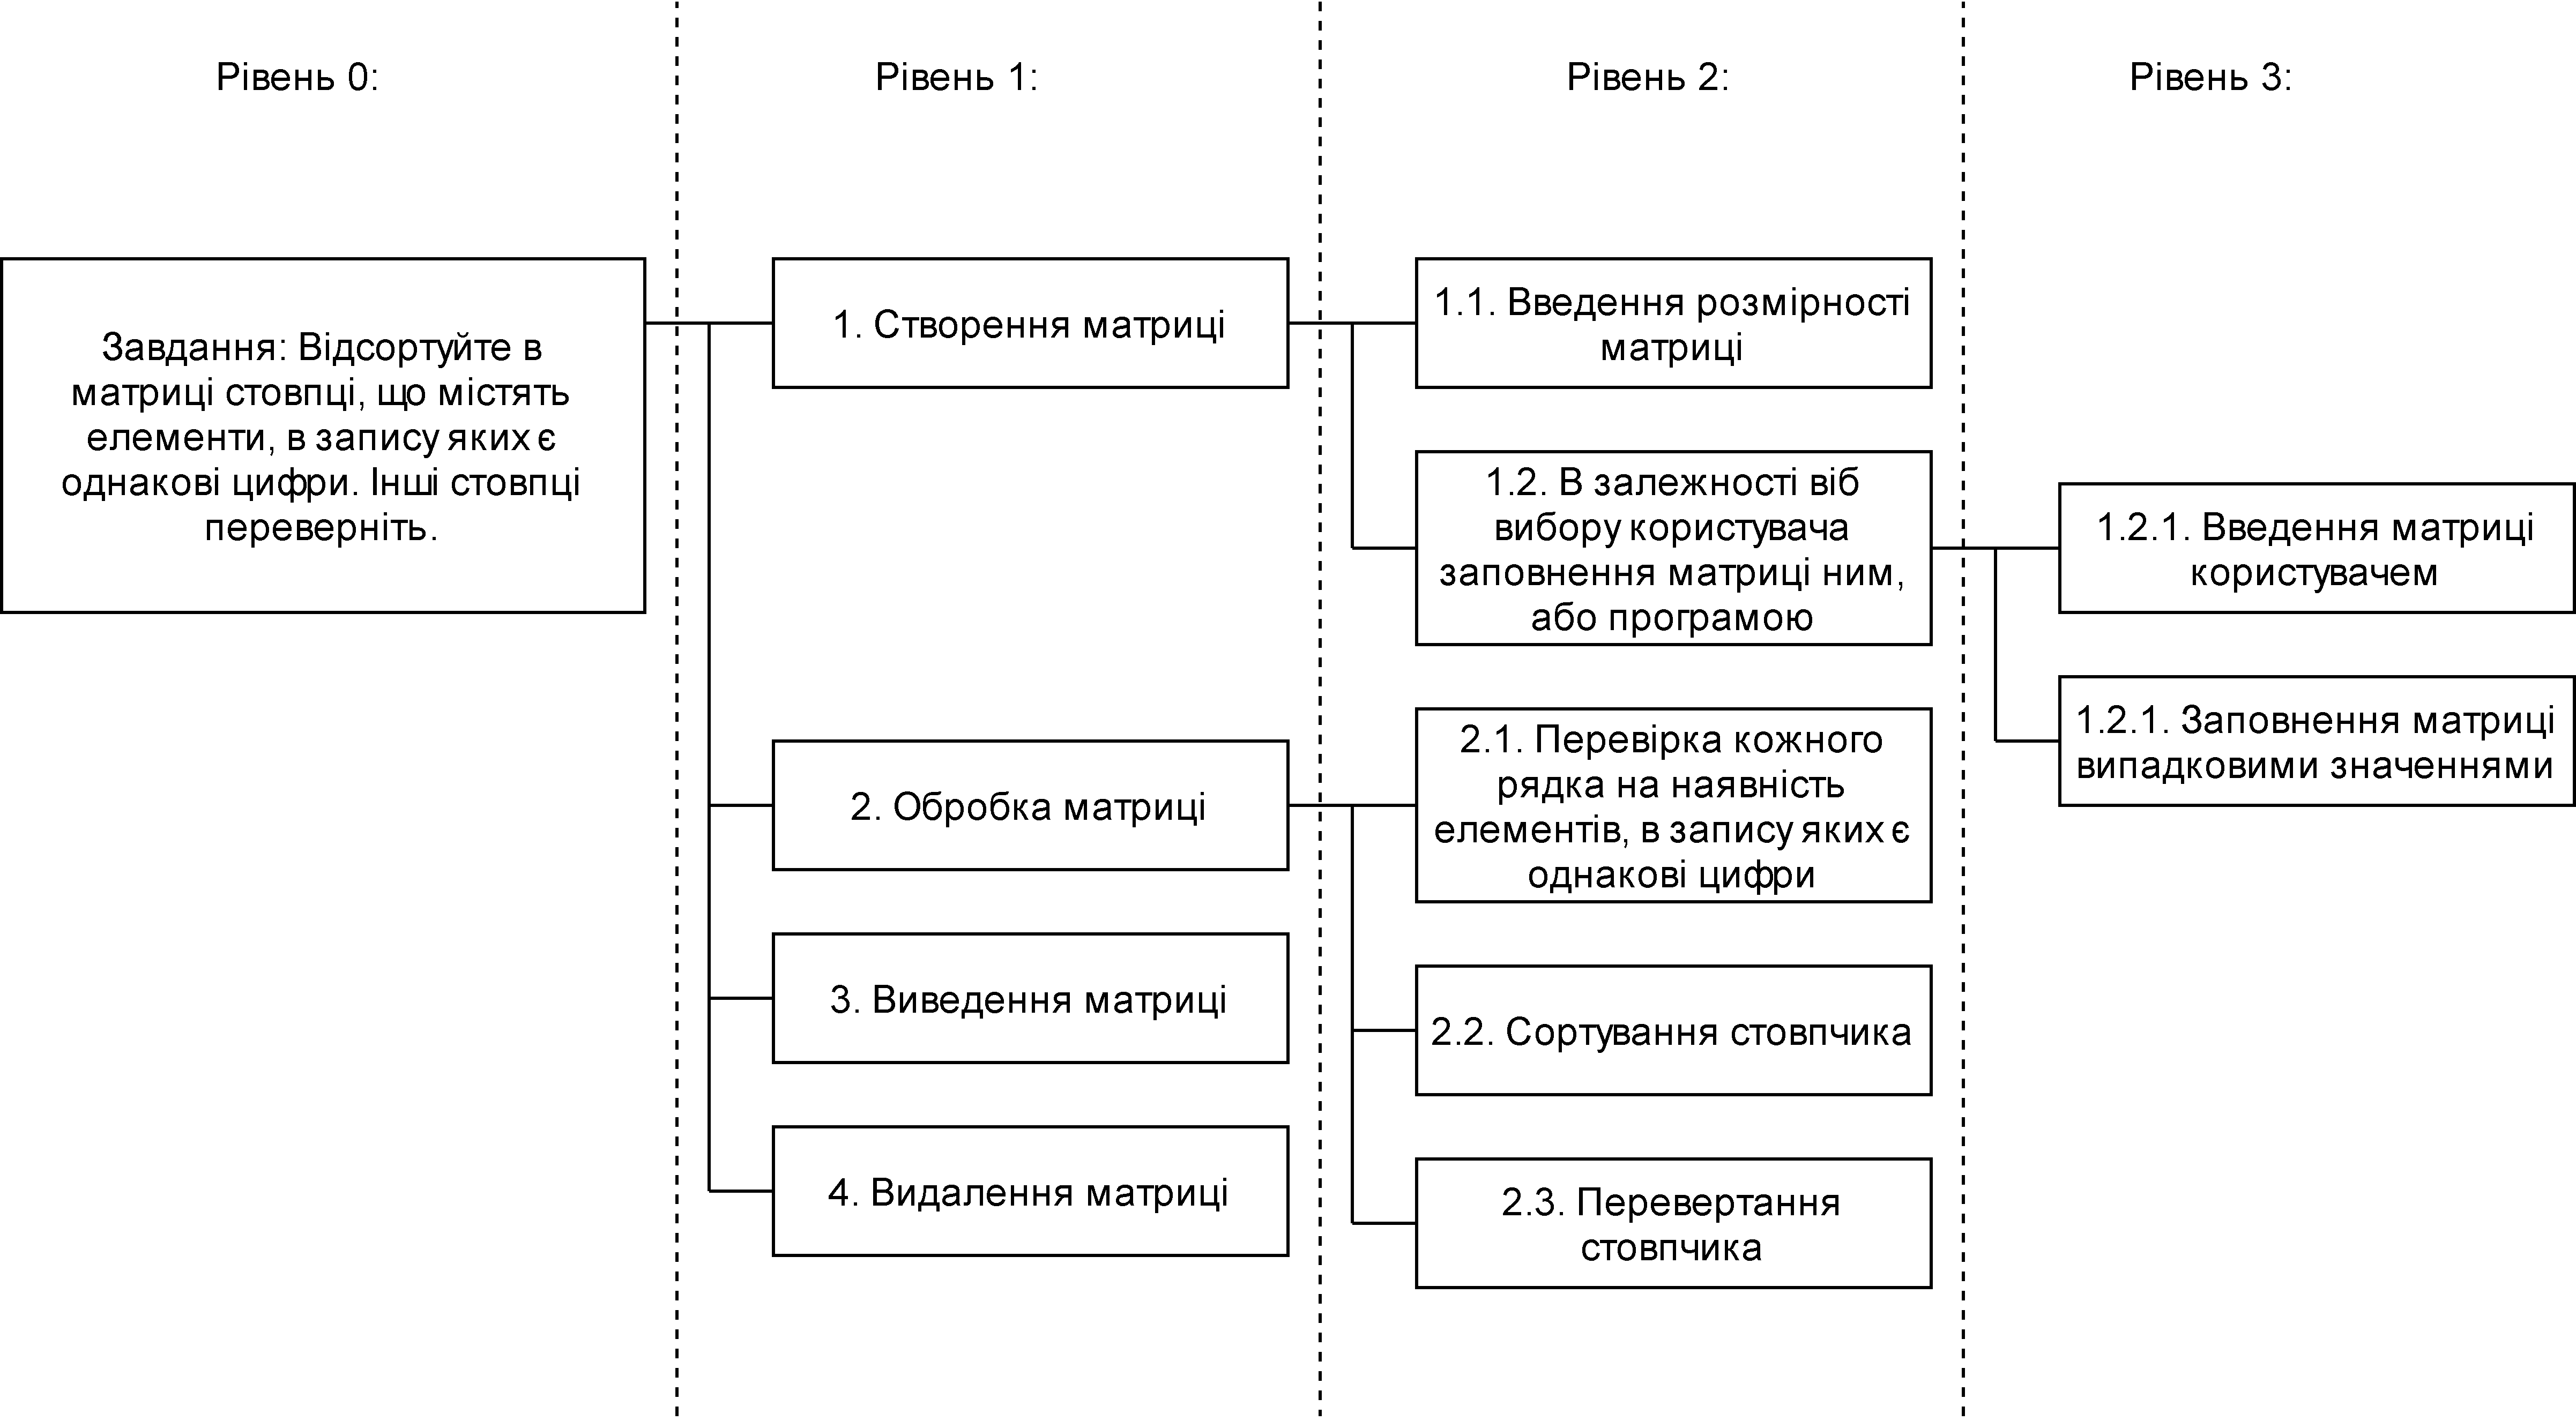 Рівень 0:
Рівень 1:
Рівень 2:
Рівень 3:
Завдання: Відсортуйте в
матриці стовпці, що містять
елементи, в запису яких є
однакові цифри. Інші стовпці
переверніть.
1. Створення матриці
1.1. Введення розмірності
матриці
1.2. В залежності віб
вибору користувача
заповнення матриці ним,
або програмою
1.2.1. Введення матриці
користувачем
1.2.1. Заповнення матриці
випадковими значеннями
2. Обробка матриці
2.1. Перевірка кожного
рядка на наявність
елементів, в запису яких є
однакові цифри
2.2. Сортування стовпчика
2.3. Перевертання
стовпчика
3. Виведення матриці
4. Видалення матриці